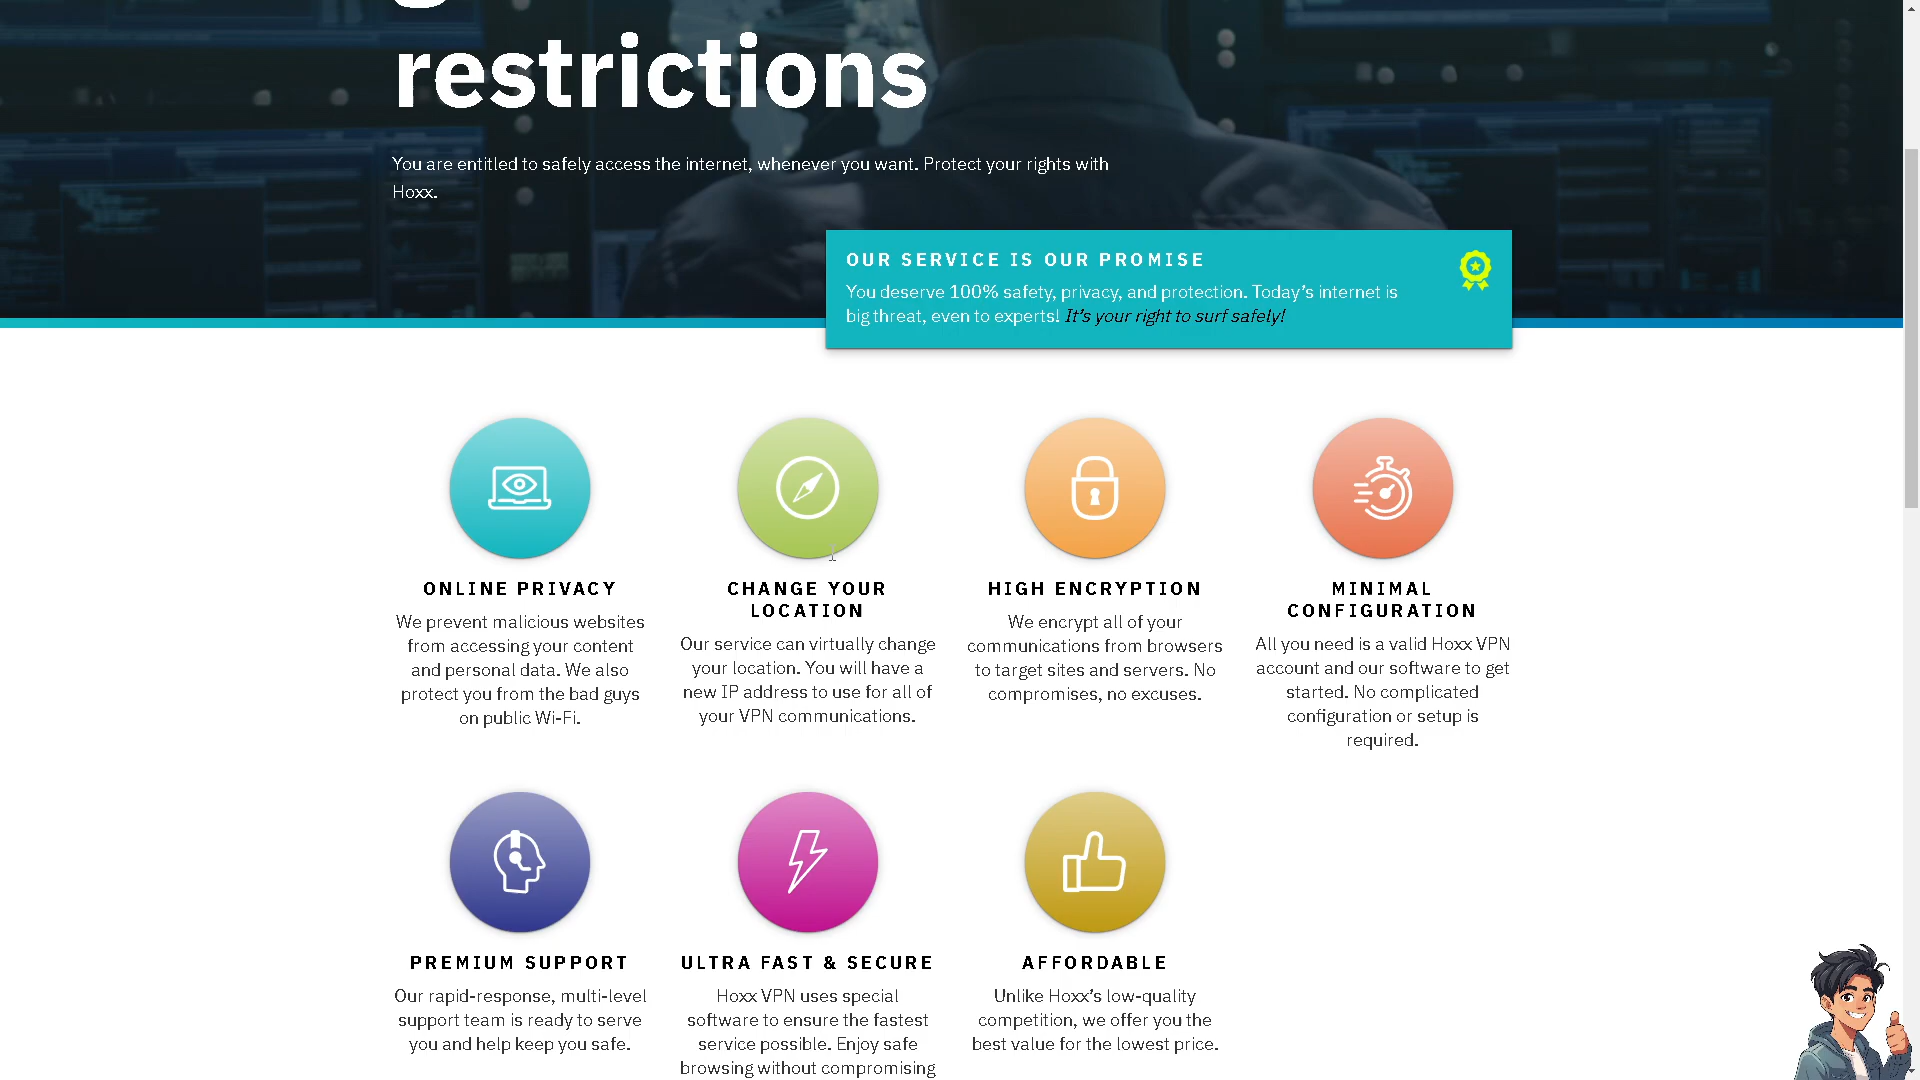 restrictions
You are entitled to safely access the internet, whenever you want. Protect your rights with
Hoxx.
OUR SERVICE IS OUR PROMISE
You deserve 100% safety, privacy, and protection. Today’s internet is
big threat, even to experts! It’s your right to surf safely!
ONLINE PRIVACY
We prevent malicious websites
from accessing your content
and personal data. We also
protect you from the bad guys
on public Wi-Fi.
CHANGE YOUR
LOCATION
Our service can virtually change
your location. You will have a
new IP address to use for all of
your VPN communications.
HIGH ENCRYPTION
We encrypt all of your
communications from browsers
to target sites and servers. No
compromises, no excuses.
MINIMAL
CONFIGURATION
All you need is a valid Hoxx VPN
account and our software to get
started. No complicated
configuration or setup is
required.
PREMIUM SUPPORT
Our rapid-response, multi-level
support team is ready to serve
you and help keep you safe.
ULTRA FAST & SECURE
Hoxx VPN uses special
software to ensure the fastest
service possible. Enjoy safe
browsing without compromising
AFFORDABLE
Unlike Hoxx’s low-quality
competition, we offer you the
best value for the lowest price.